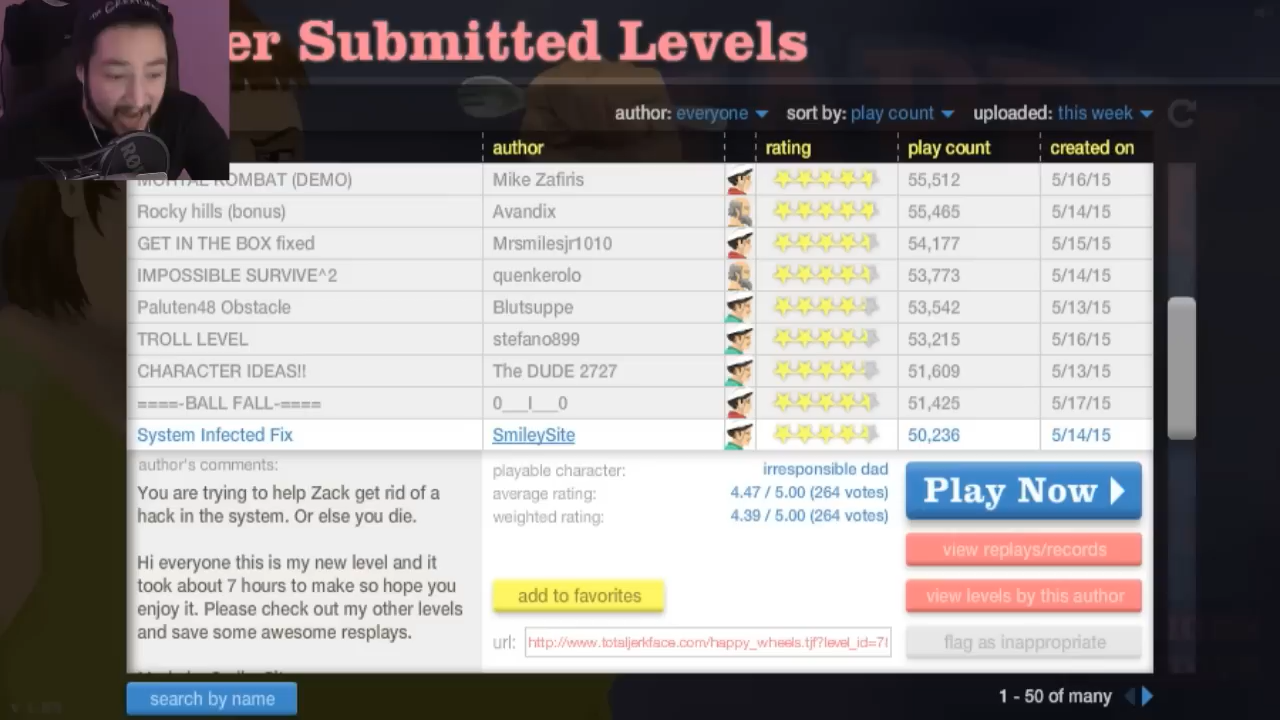 er Submitted Levels
author: everyone sort by: play count uploaded: this week
author rating play count created on
MORTAL KOMBAT (DEMO) Mike Zafiris 55,512 5/16/15
Rocky hills (bonus) Avandix 55,465 5/14/15
GET IN THE BOX fixed Mrsmilesjr1010 54,177 5/15/15
IMPOSSIBLE SURVIVE^2 quenkerolo 53,773 5/14/15
Paluten48 Obstacle Blutsuppe 53,542 5/13/15
TROLL LEVEL stefano899 53,215 5/16/15
CHARACTER IDEAS!! The DUDE 2727 51,609 5/13/15
====-BALL FALL-==== 0___I___0 51,425 5/17/15
System Infected Fix SmileySite 50,236 5/14/15
author's comments:
You are trying to help Zack get rid of a
hack in the system. Or else you die.
Hi everyone this is my new level and it
took about 7 hours to make so hope you
enjoy it. Please check out my other levels
and save some awesome resplays.
playable character: irresponsible dad
average rating: 4.47 / 5.00 (264 votes)
weighted rating: 4.39 / 5.00 (264 votes)
add to favorites
url: http://www.totaljerkface.com/happy_wheels.tjf?level_id=7
Play Now
view replays/records
view levels by this author
flag as inappropriate
search by name
1 - 50 of many